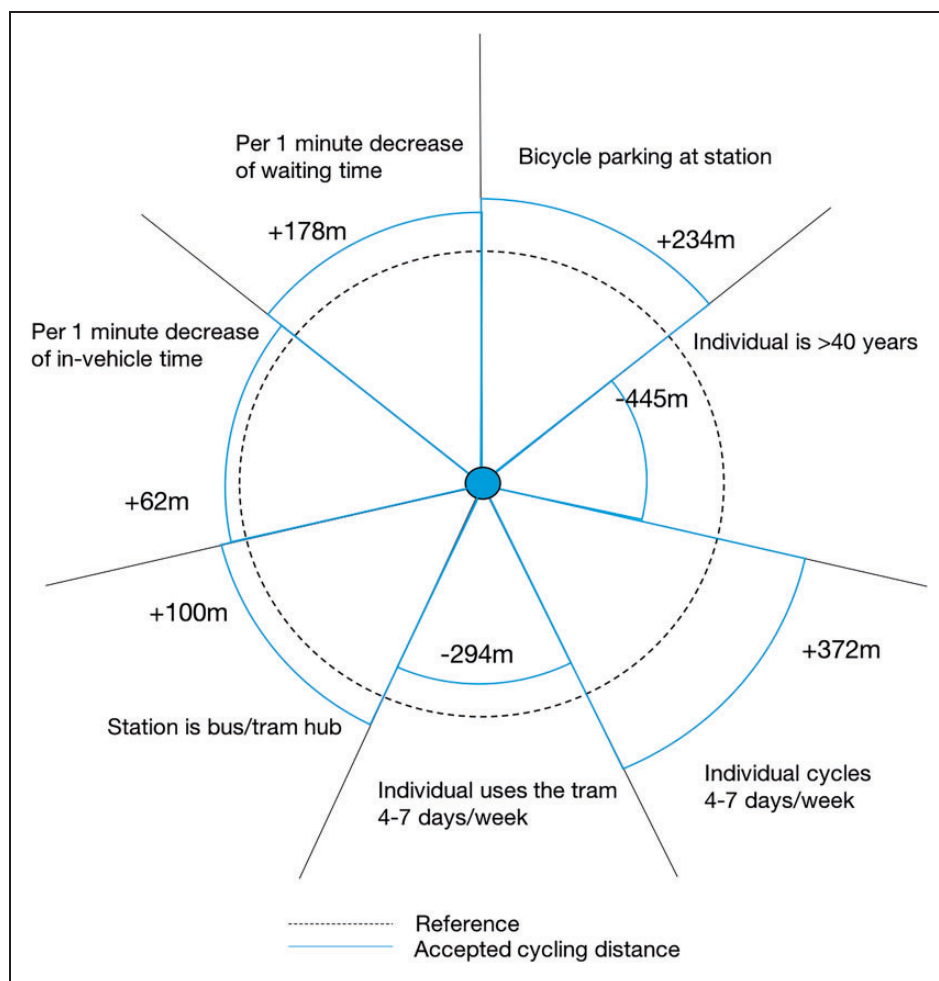 Per 1 minute decrease
of waiting time
+178m
Bicycle parking at station
+234m
Individual is >40 years
-445m
Per 1 minute decrease
of in-vehicle time
+62m
+100m
Station is bus/tram hub
-294m
Individual uses the tram
4-7 days/week
+372m
Individual cycles
4-7 days/week
Reference
Accepted cycling distance